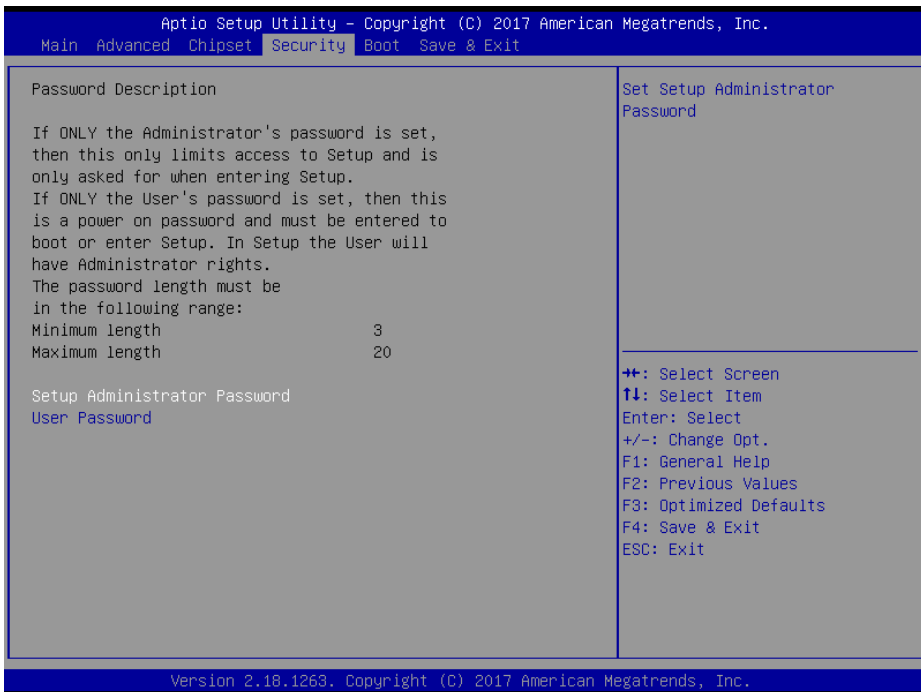 Aptio Setup Utility – Copyright (C) 2017 American Megatrends, Inc.
Main Advanced Chipset Security Boot Save & Exit
Password Description
If ONLY the Administrator's password is set,
then this only limits access to Setup and is
only asked for when entering Setup.
If ONLY the User's password is set, then this
is a power on password and must be entered to
boot or enter Setup. In Setup the User will
have Administrator rights.
The password length must be
in the following range:
Minimum length 3
Maximum length 20
Setup Administrator Password
User Password
Set Setup Administrator
Password
→←: Select Screen
↑↓: Select Item
Enter: Select
+/-: Change Opt.
F1: General Help
F2: Previous Values
F3: Optimized Defaults
F4: Save & Exit
ESC: Exit
Version 2.18.1263. Copyright (C) 2017 American Megatrends, Inc.